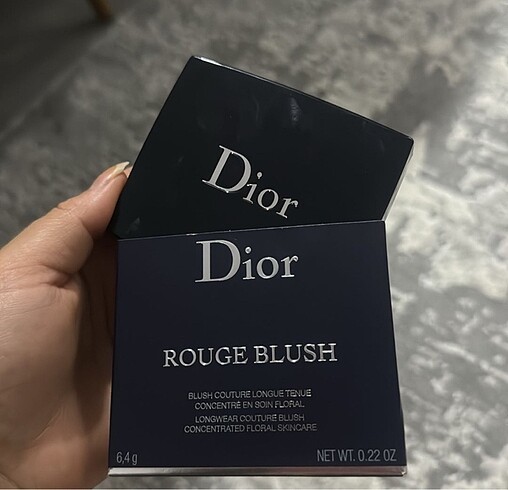 Dior
Dior
ROUGE BLUSH
BLUSH COUTURE LONGUE TENUE
CONCENTRÉ EN SOIN FLORAL
LONGWEAR COUTURE BLUSH
CONCENTRATED FLORAL SKINCARE
6,4 g NET WT. 0.22 OZ